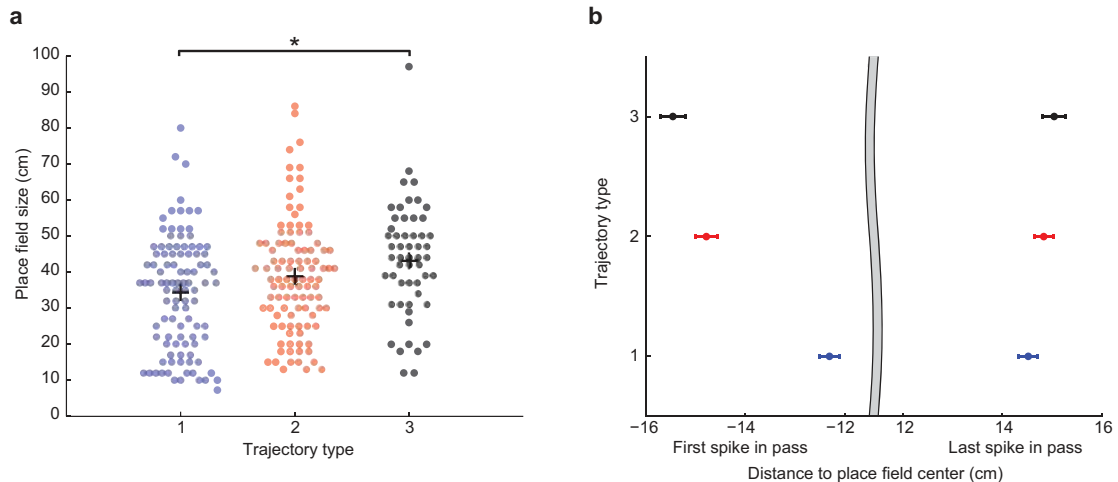 a
*
100
90
80
70
60
50
40
30
20
10
0
Place field size (cm)
1 2 3
Trajectory type
b
3
2
1
Trajectory type
−16 −14 −12 12 14 16
First spike in pass Last spike in pass
Distance to place field center (cm)